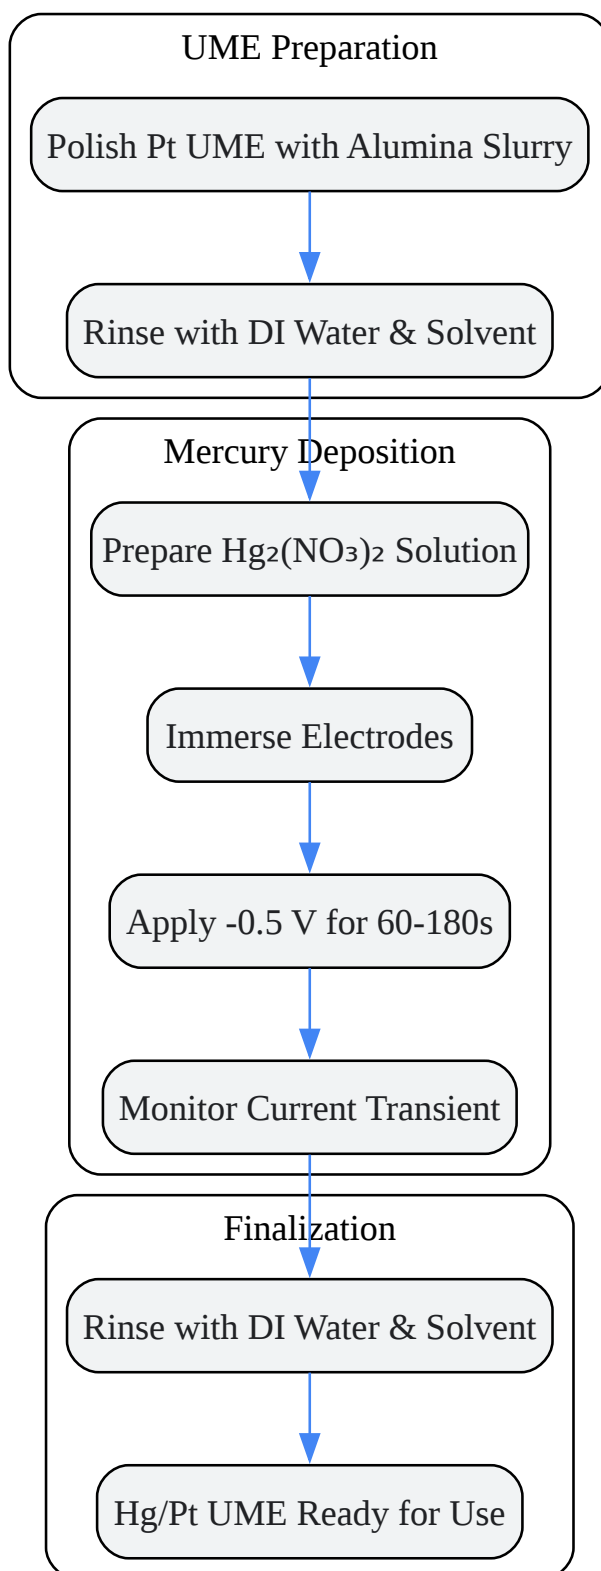 UME Preparation
Polish Pt UME with Alumina Slurry
Rinse with DI Water & Solvent
Mercury Deposition
Prepare Hg₂(NO₃)₂ Solution
Immerse Electrodes
Apply -0.5 V for 60-180s
Monitor Current Transient
Finalization
Rinse with DI Water & Solvent
Hg/Pt UME Ready for Use